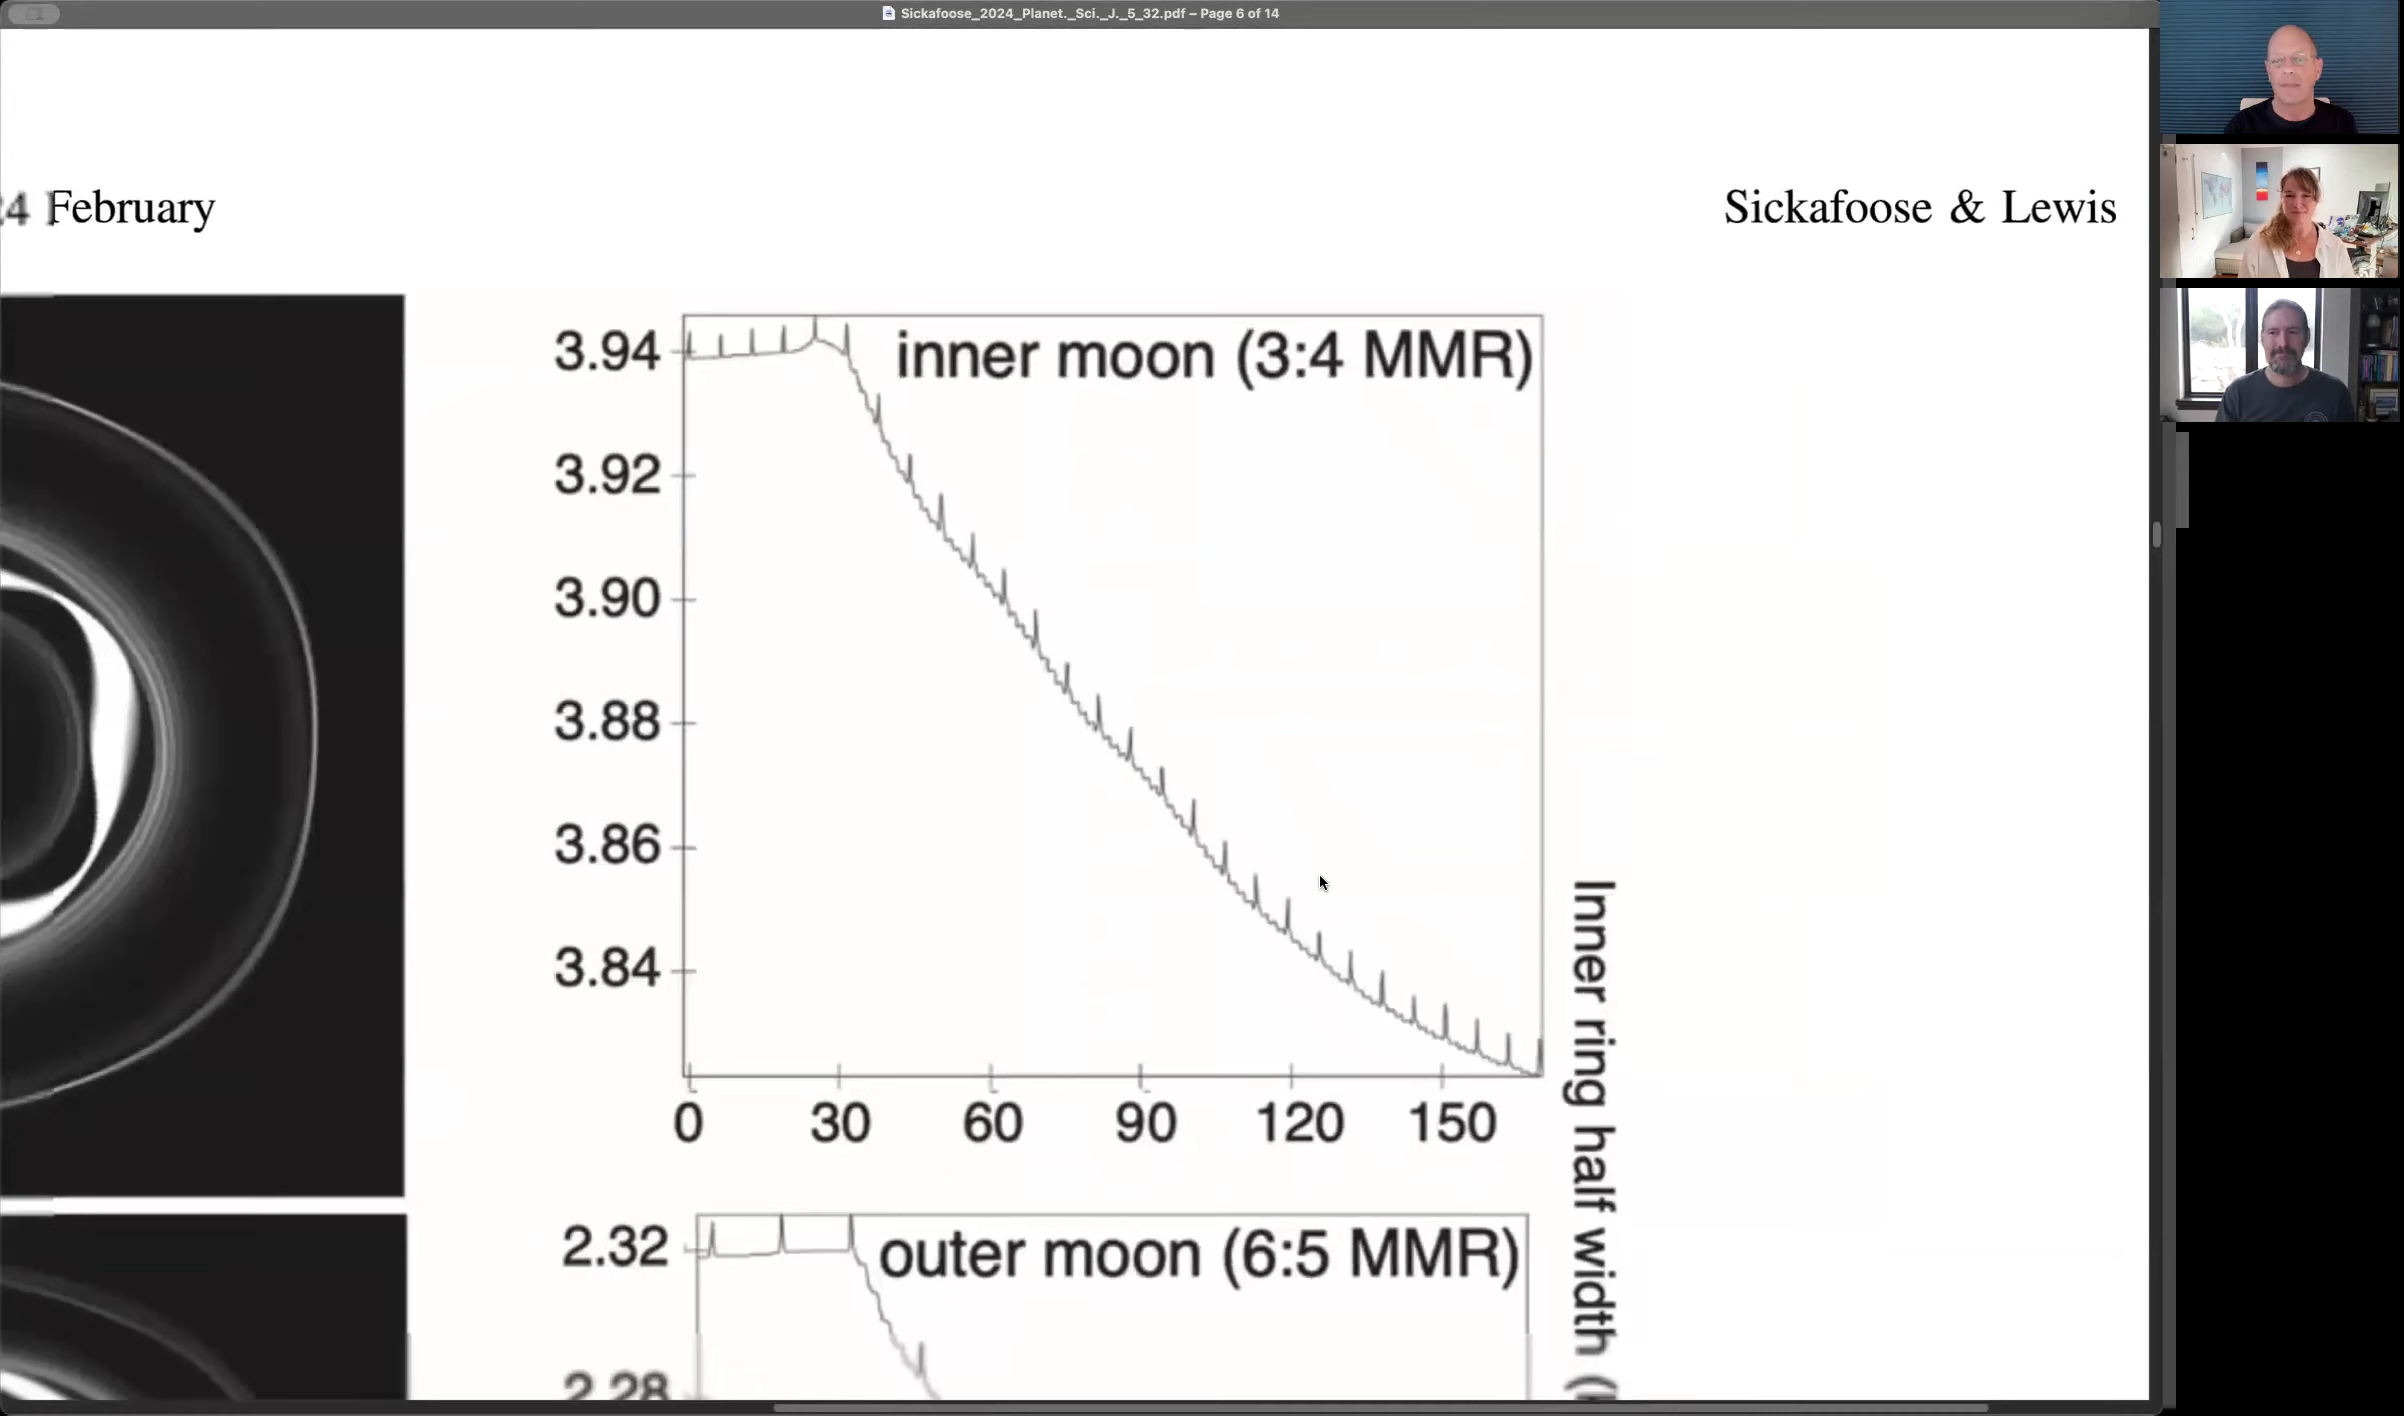 Sickafoose_2024_Planet._Sci._J._5_32.pdf – Page 6 of 14
24 February
Sickafoose & Lewis
inner moon (3:4 MMR)
3.94
3.92
3.90
3.88
3.86
3.84
0 30 60 90 120 150
Inner ring half width (
outer moon (6:5 MMR)
2.32
2.28